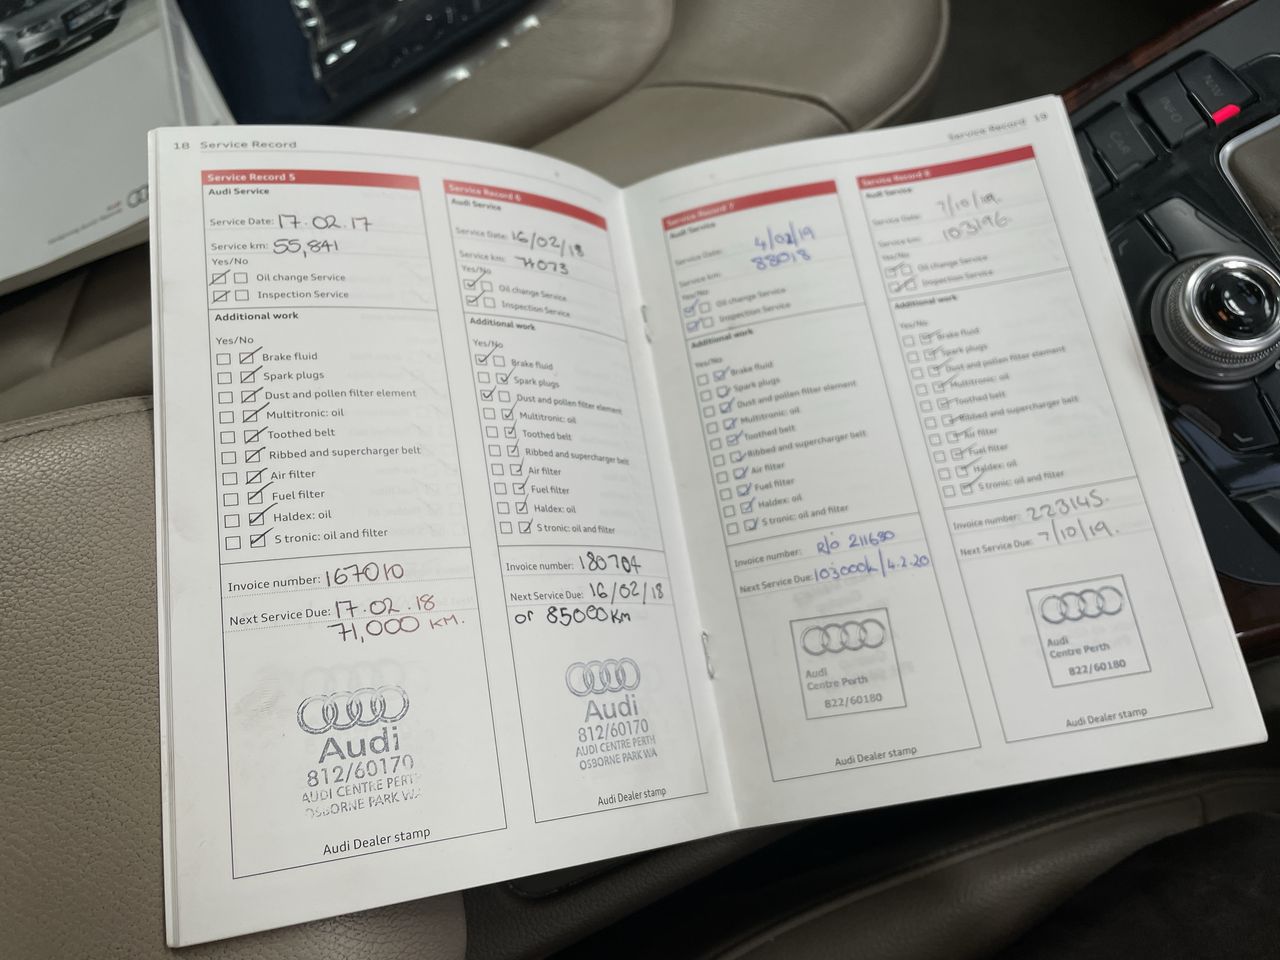 18 Service Record
Service Record 5
Audi Service
Service Date: 17.02.17
Service km: 55,841
Yes/No
Oil change Service
Inspection Service
Additional work
Yes/No
Brake fluid
Spark plugs
Dust and pollen filter element
Multitronic: oil
Toothed belt
Ribbed and supercharger belt
Air filter
Fuel filter
Haldex: oil
S tronic: oil and filter
Invoice number: 167010
Next Service Due: 17.02.18
71,000 KM.
Audi
812/60170
AUDI CENTRE PERTH
OSBORNE PARK WA
Audi Dealer stamp
Service Record 6
Audi Service
Service Date: 16/02/18
Service km: 71073
Yes/No
Oil change Service
Inspection Service
Additional work
Yes/No
Brake fluid
Spark plugs
Dust and pollen filter element
Multitronic: oil
Toothed belt
Ribbed and supercharger belt
Air filter
Fuel filter
Haldex: oil
S tronic: oil and filter
Invoice number: 180704
Next Service Due: 16/02/18
or 85000KM
Audi
812/60170
AUDI CENTRE PERTH
OSBORNE PARK WA
Audi Dealer stamp
Service Record 19
Service Record 7
Audi Service
Service Date: 4/02/19
Service km: 88018
Yes/No
Oil change Service
Inspection Service
Additional work
Yes/No
Brake fluid
Spark plugs
Dust and pollen filter element
Multitronic: oil
Toothed belt
Ribbed and supercharger belt
Air filter
Fuel filter
Haldex: oil
S tronic: oil and filter
Invoice number: R/O 211680
Next Service Due: 103000k/4.2.20
Audi
Centre Perth
822/60180
Audi Dealer stamp
Service Record 8
Audi Service
Service Date: 7/10/19.
Service km: 103196
Yes/No
Oil change Service
Inspection Service
Additional work
Yes/No
Brake fluid
Spark plugs
Dust and pollen filter element
Multitronic: oil
Toothed belt
Ribbed and supercharger belt
Air filter
Fuel filter
Haldex: oil
S tronic: oil and filter
Invoice number: 223145.
Next Service Due: 7/10/19.
Audi
Centre Perth
822/60180
Audi Dealer stamp
NAV
INFO
CAR